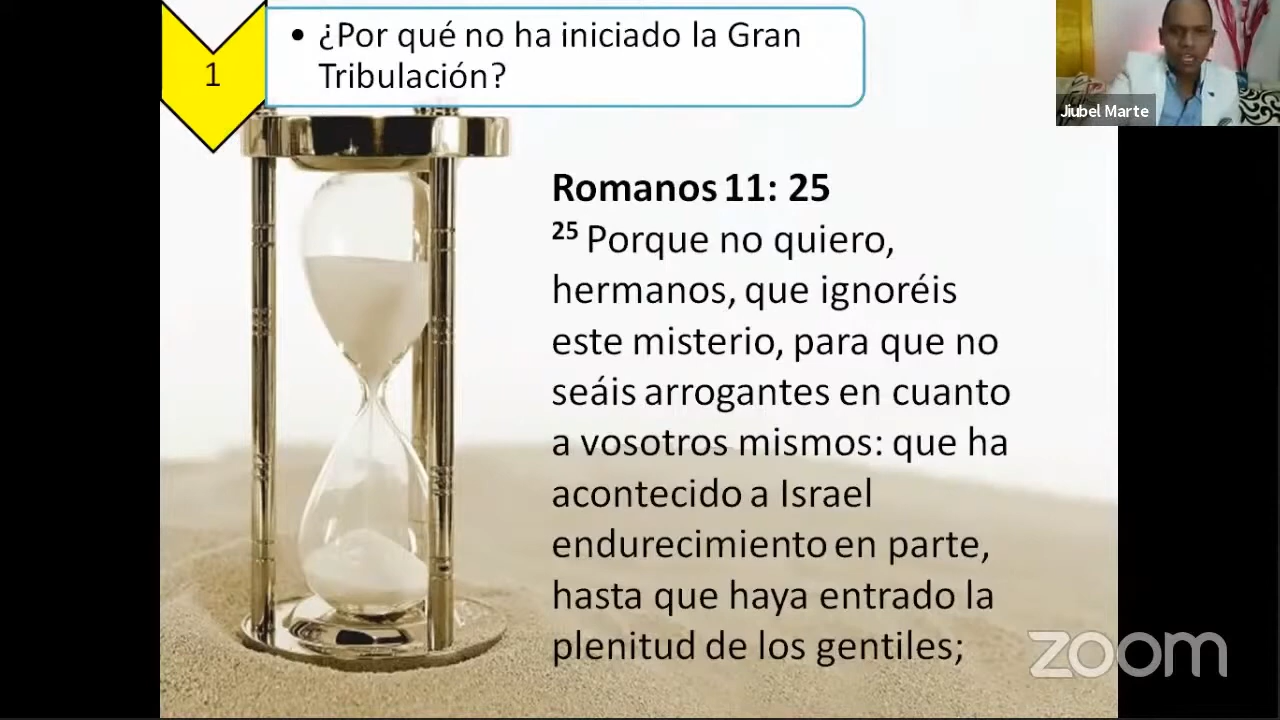 1
• ¿Por qué no ha iniciado la Gran
Tribulación?
Jiubel Marte
Romanos 11: 25
25 Porque no quiero,
hermanos, que ignoréis
este misterio, para que no
seáis arrogantes en cuanto
a vosotros mismos: que ha
acontecido a Israel
endurecimiento en parte,
hasta que haya entrado la
plenitud de los gentiles;
zoom